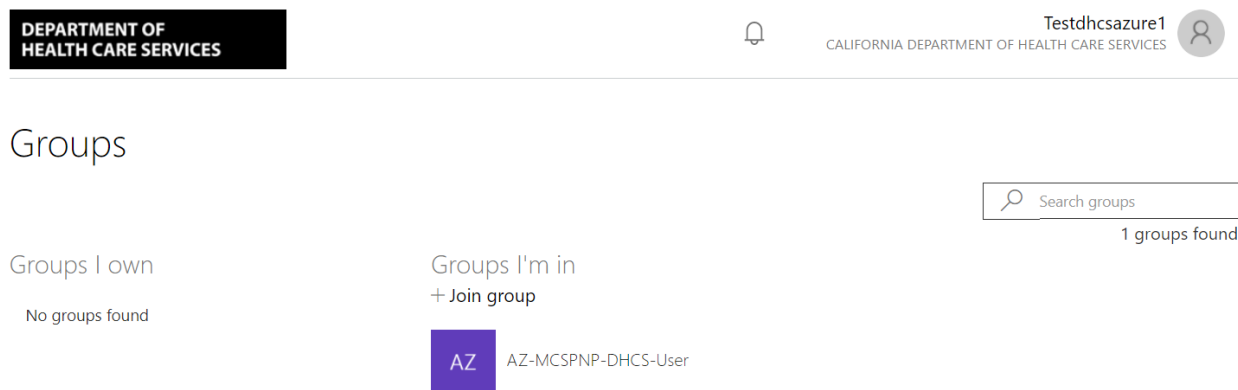 DEPARTMENT OF
HEALTH CARE SERVICES
Testdhcsazure1
CALIFORNIA DEPARTMENT OF HEALTH CARE SERVICES
Groups
Search groups
1 groups found
Groups I own
No groups found
Groups I'm in
+ Join group
AZ AZ-MCSPNP-DHCS-User